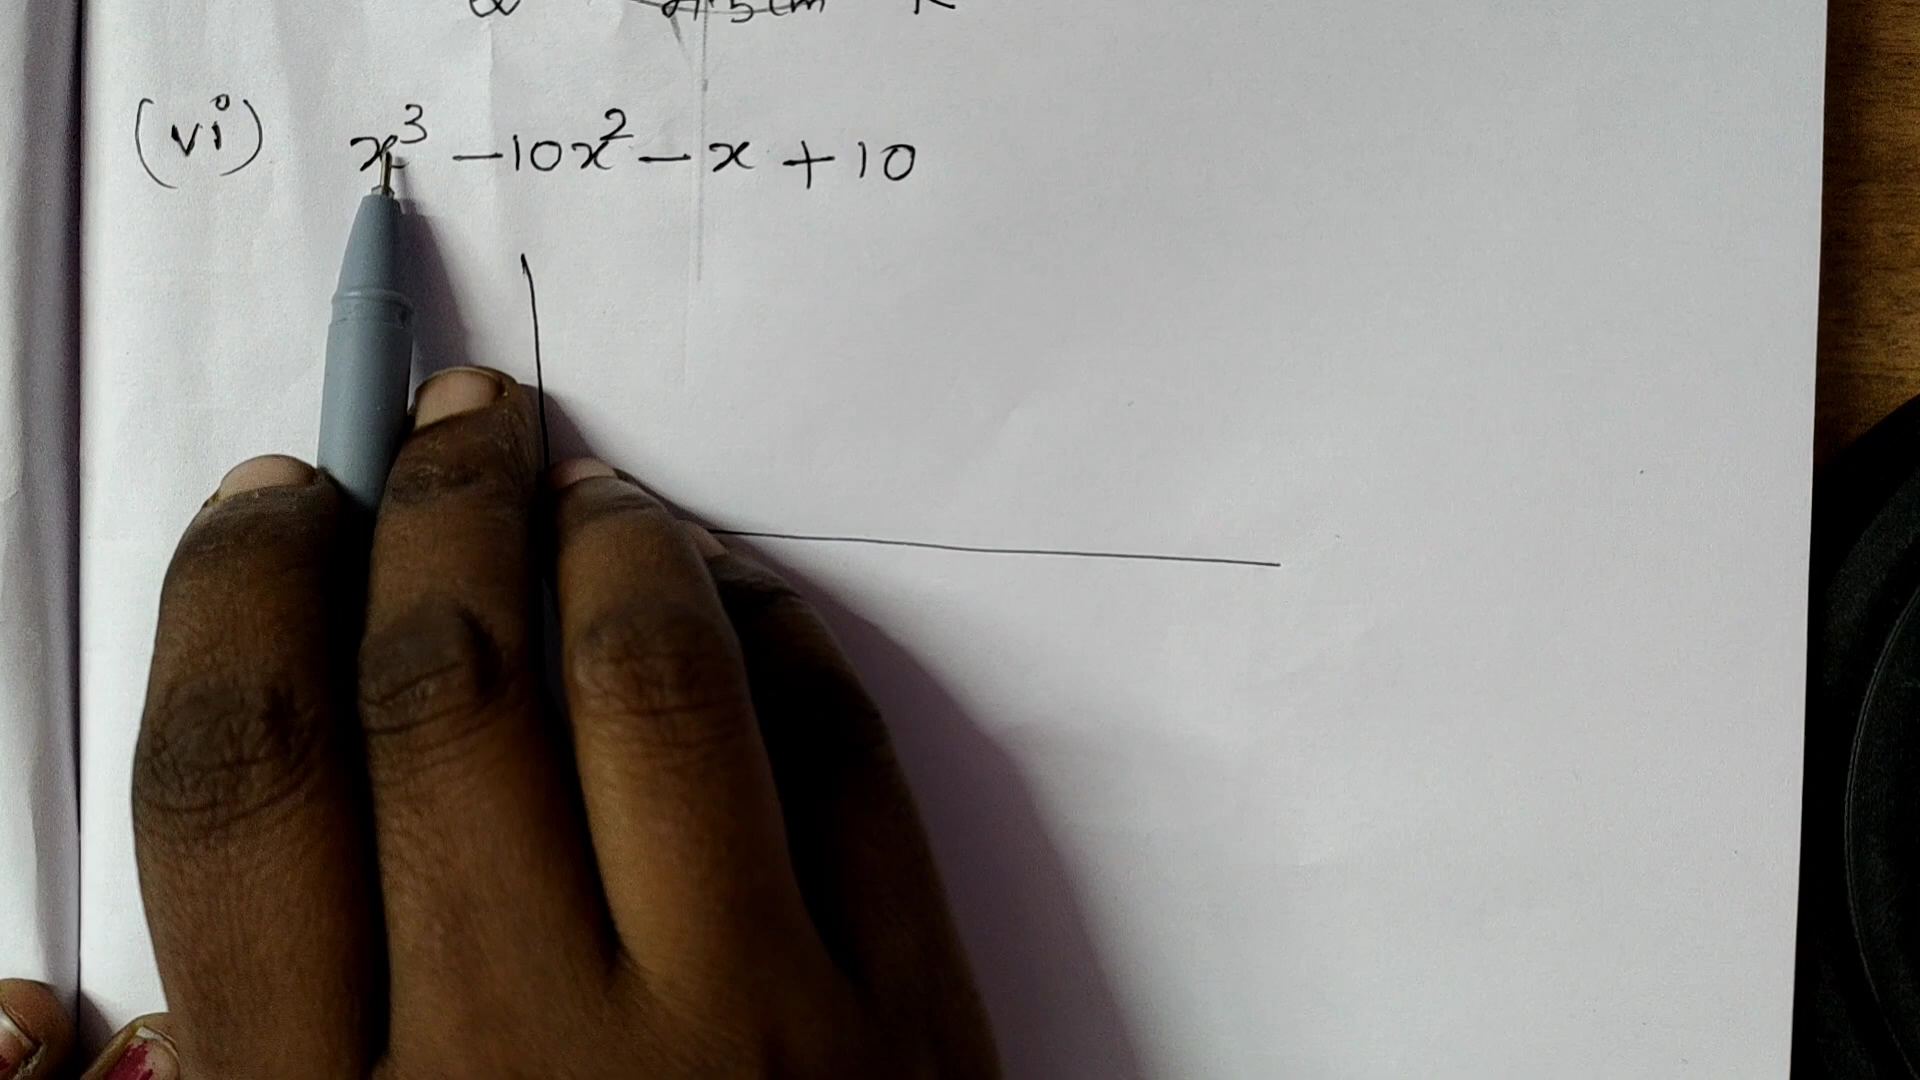 (vi) x³ – 10x² – x + 10